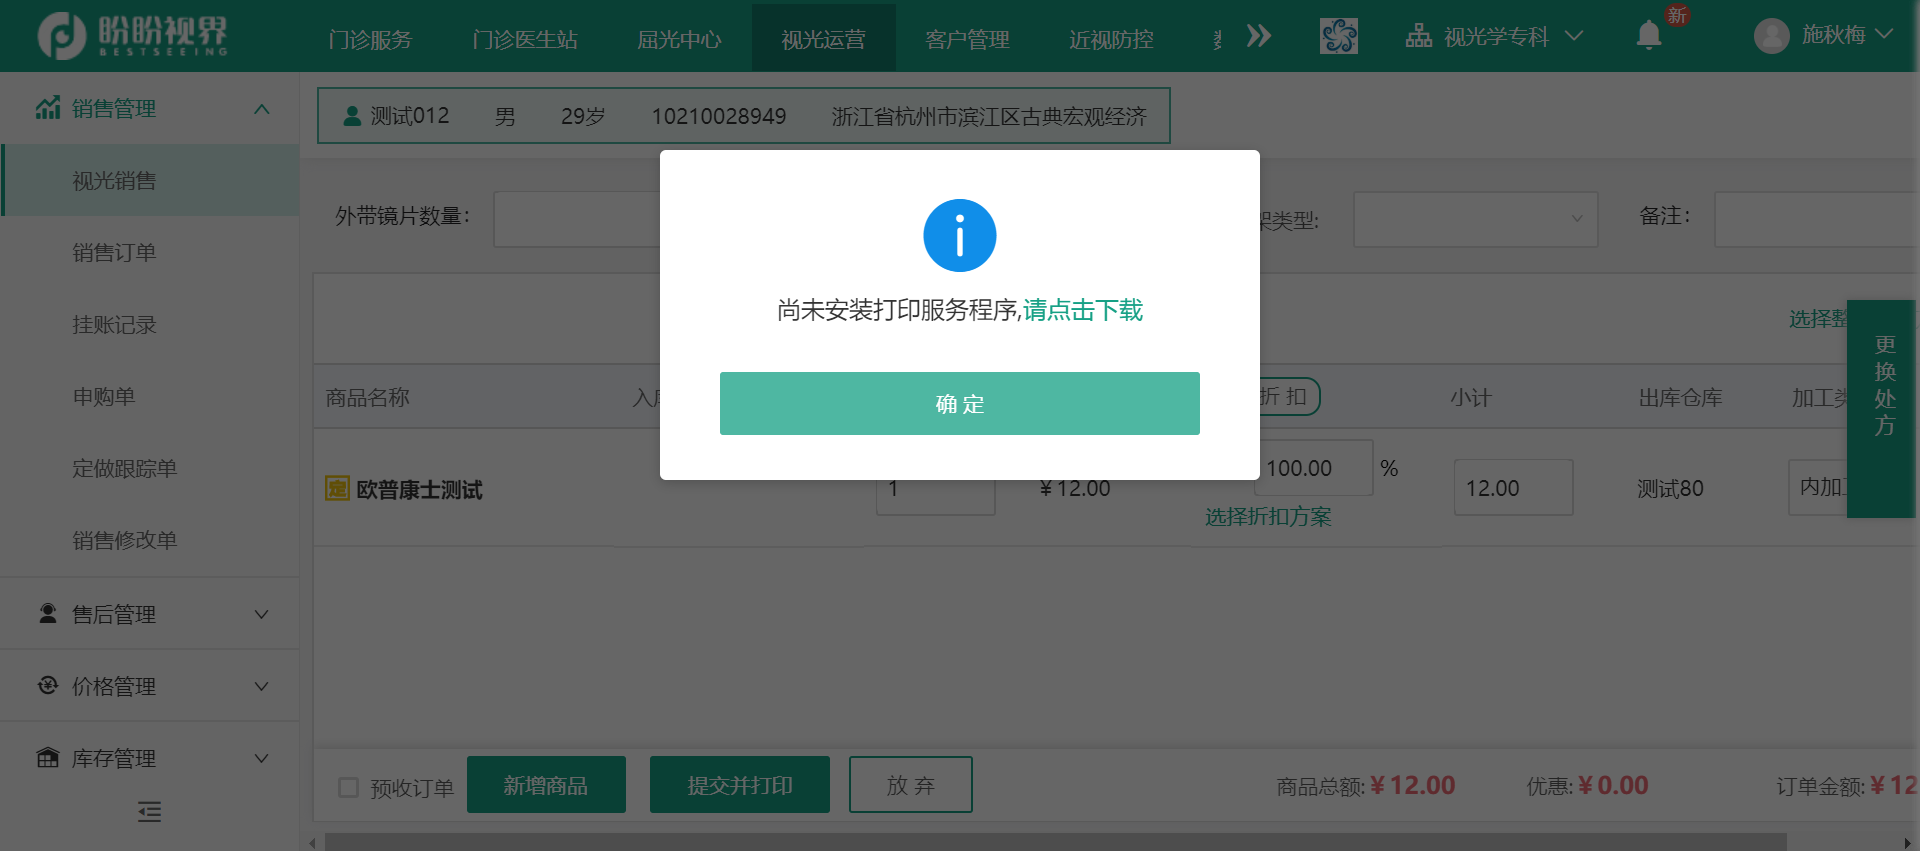 盼盼视界
BESTSEEING
门诊服务 门诊医生站 屈光中心 视光运营 客户管理 近视防控
视光学专科
新
施秋梅
销售管理
视光销售
销售订单
挂账记录
申购单
定做跟踪单
销售修改单
售后管理
价格管理
库存管理
测试012 男 29岁 10210028949 浙江省杭州市滨江区古典宏观经济
外带镜片数量:
架类型:
备注:
尚未安装打印服务程序,请点击下载
确 定
选择整
更换处方
商品名称 入库 折 扣 小计 出库仓库 加工类
定 欧普康士测试 1 ¥ 12.00 100.00 % 12.00 测试80 内加工
选择折扣方案
预收订单 新增商品 提交并打印 放 弃 商品总额: ¥ 12.00 优惠: ¥ 0.00 订单金额: ¥ 12